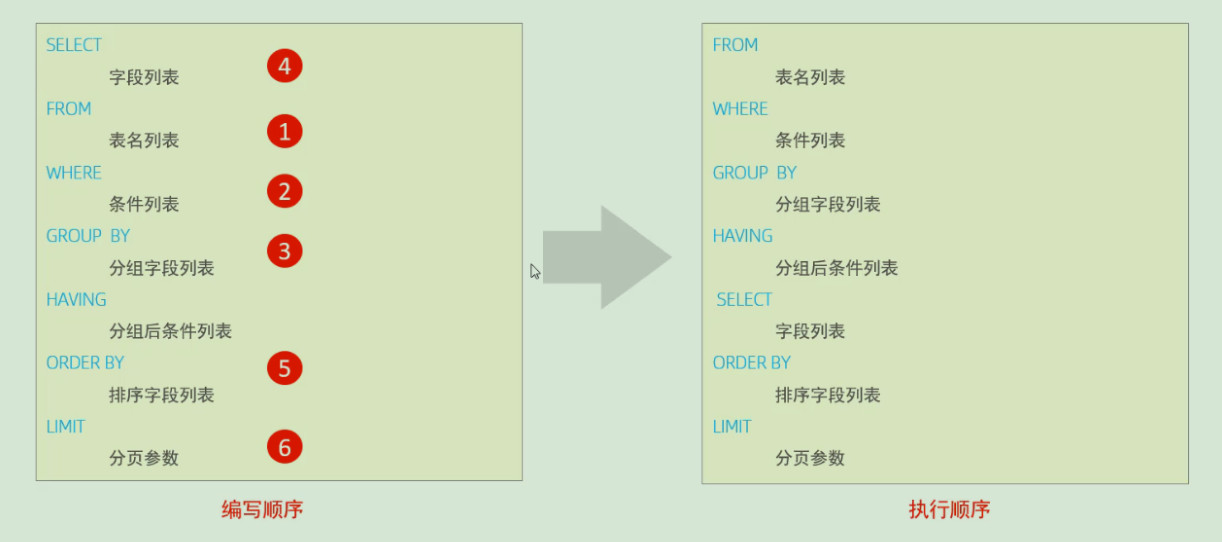 SELECT
字段列表
4
FROM
表名列表
1
WHERE
条件列表
2
GROUP BY
分组字段列表
3
HAVING
分组后条件列表
ORDER BY
排序字段列表
5
LIMIT
分页参数
6
编写顺序
FROM
表名列表
WHERE
条件列表
GROUP BY
分组字段列表
HAVING
分组后条件列表
SELECT
字段列表
ORDER BY
排序字段列表
LIMIT
分页参数
执行顺序